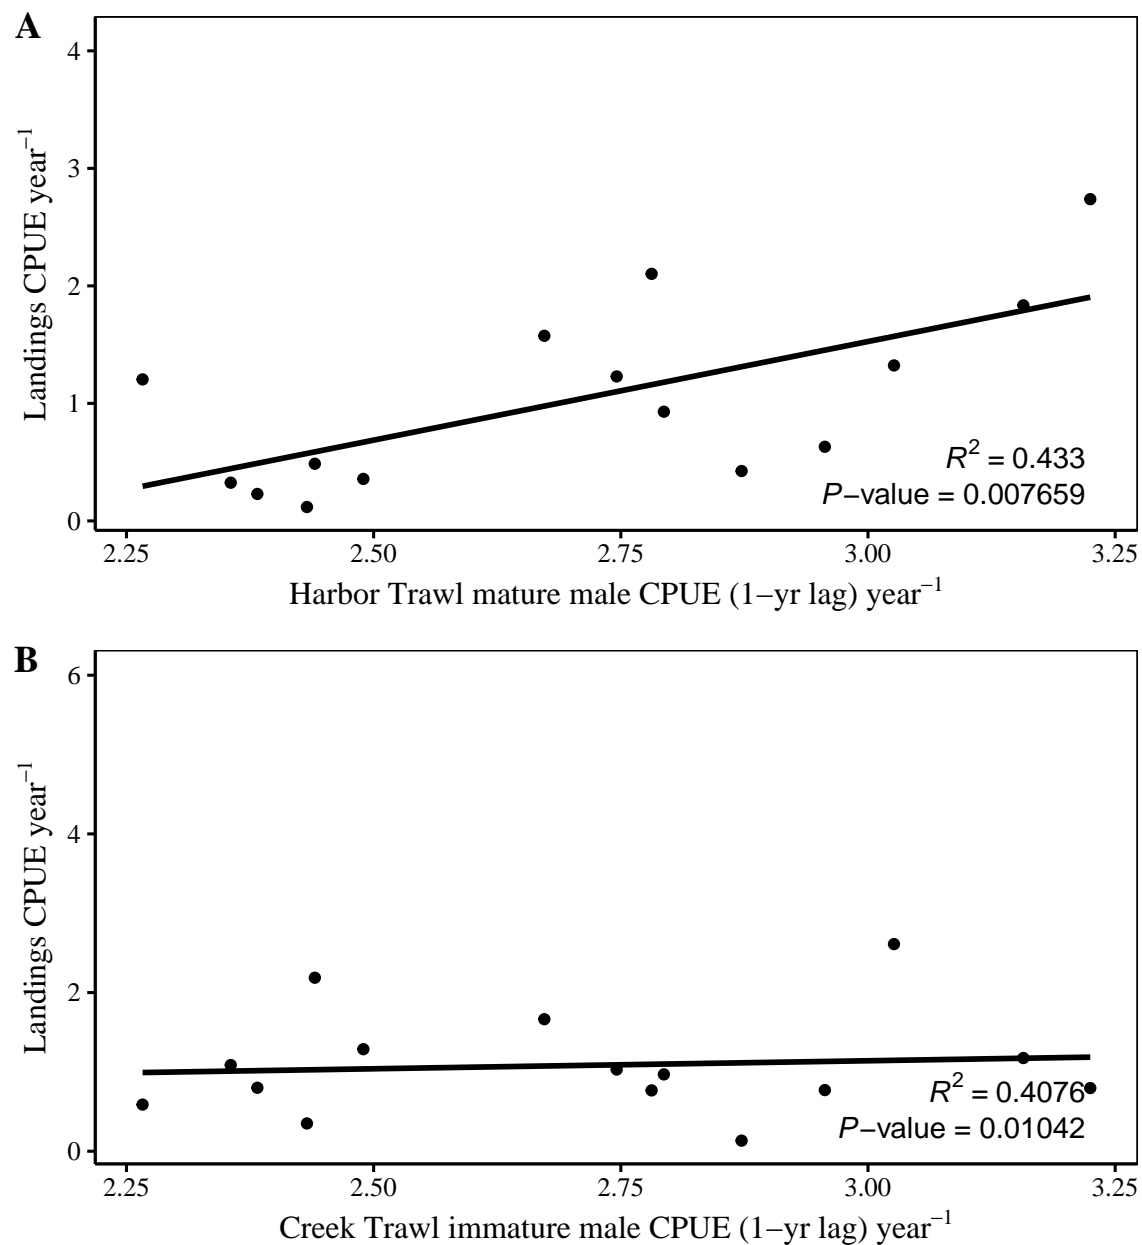 A
4
3
2
1
0
Landings CPUE year⁻¹
R² = 0.433
P−value = 0.007659
2.25 2.50 2.75 3.00 3.25
Harbor Trawl mature male CPUE (1−yr lag) year⁻¹
B
6
4
2
0
Landings CPUE year⁻¹
R² = 0.4076
P−value = 0.01042
2.25 2.50 2.75 3.00 3.25
Creek Trawl immature male CPUE (1−yr lag) year⁻¹